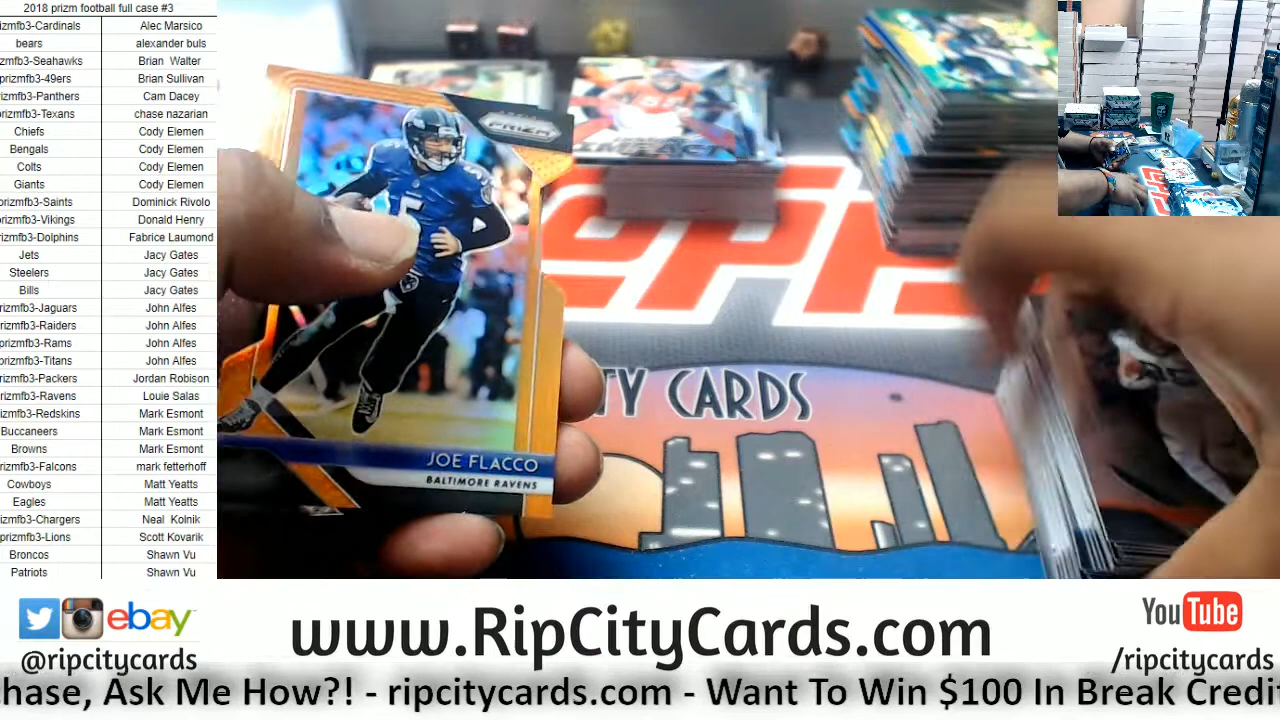 2018 prizm football full case #3
izmfb3-Cardinals Alec Marsico
bears alexander buls
izmfb3-Seahawks Brian Walter
prizmfb3-49ers Brian Sullivan
rizmfb3-Panthers Cam Dacey
prizmfb3-Texans chase nazarian
Chiefs Cody Elemen
Bengals Cody Elemen
Colts Cody Elemen
Giants Cody Elemen
prizmfb3-Saints Dominick Rivolo
rizmfb3-Vikings Donald Henry
rizmfb3-Dolphins Fabrice Laumond
Jets Jacy Gates
Steelers Jacy Gates
Bills Jacy Gates
rizmfb3-Jaguars John Alfes
rizmfb3-Raiders John Alfes
prizmfb3-Rams John Alfes
prizmfb3-Titans John Alfes
rizmfb3-Packers Jordan Robison
rizmfb3-Ravens Louie Salas
izmfb3-Redskins Mark Esmont
Buccaneers Mark Esmont
Browns Mark Esmont
rizmfb3-Falcons mark fetterhoff
Cowboys Matt Yeatts
Eagles Matt Yeatts
izmfb3-Chargers Neal Kolnik
prizmfb3-Lions Scott Kovarik
Broncos Shawn Vu
Patriots Shawn Vu
PRIZM
JOE FLACCO
BALTIMORE RAVENS
TY CARDS
ebay
@ripcitycards
www.RipCityCards.com
YouTube
/ripcitycards
hase, Ask Me How?! - ripcitycards.com - Want To Win $100 In Break Credit